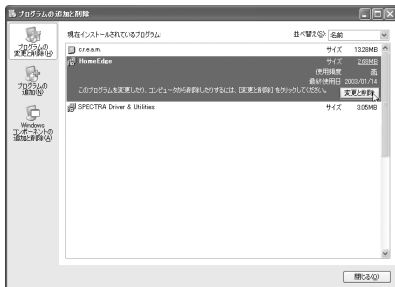 プログラムの追加と削除
現在インストールされているプログラム:
並べ替え(S): 名前
プログラムの
変更と削除(H)
プログラムの
追加(N)
Windows
コンポーネントの
追加と削除(A)
c.r.e.a.m.
サイズ 13.28MB
HomeEdge
サイズ 2.68MB
使用頻度 高
最終使用日 2003/01/14
このプログラムを変更したり、コンピュータから削除したりするには、[変更と削除] をクリックしてください。
変更と削除
SPECTRA Driver & Utilities
サイズ 3.05MB
閉じる(C)